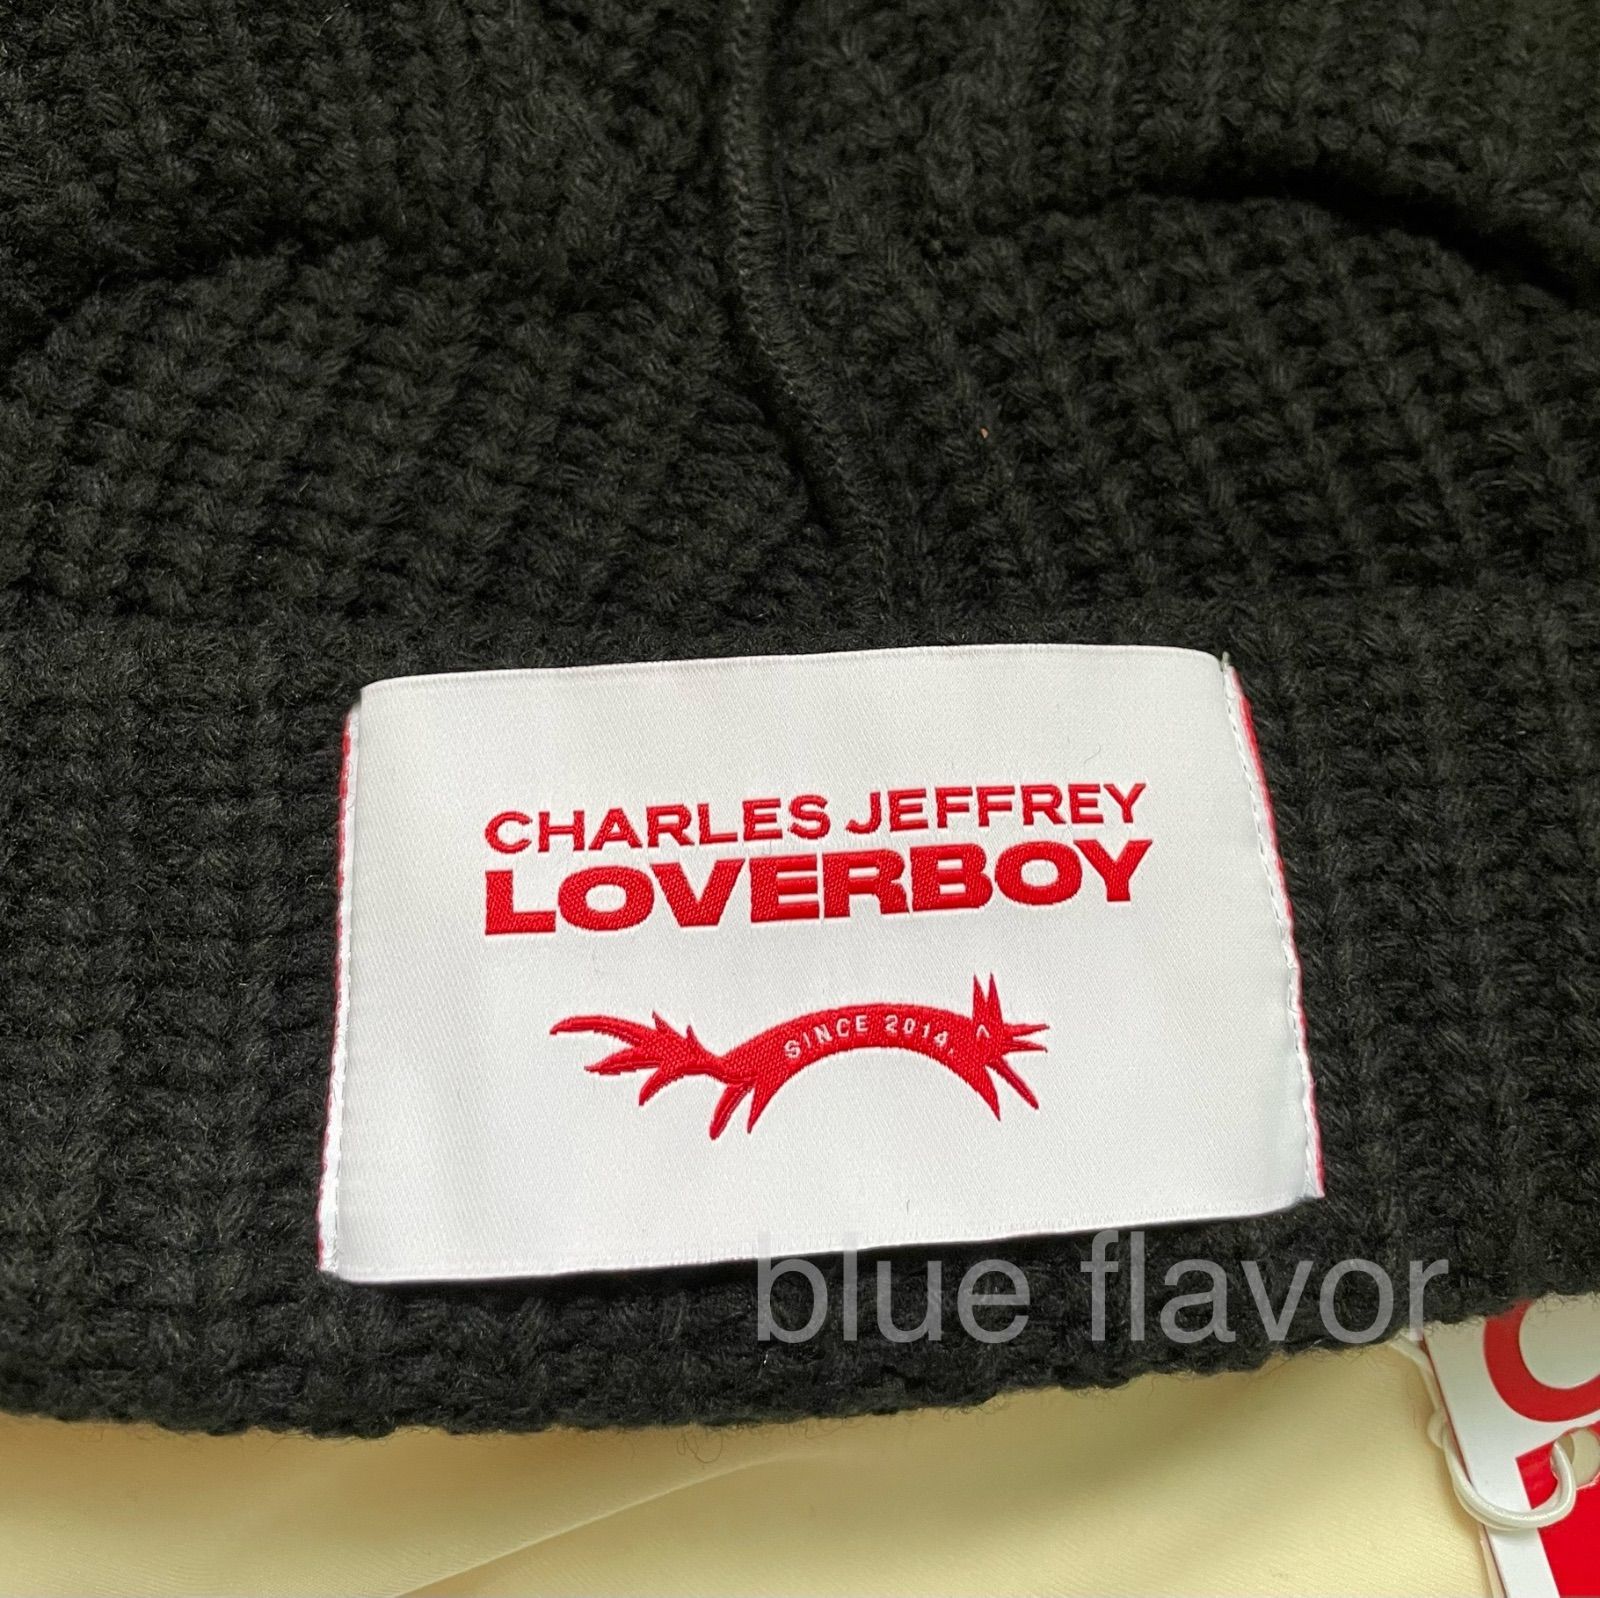 CHARLES JEFFREY
LOVERBOY
SINCE 2014.
blue flavor